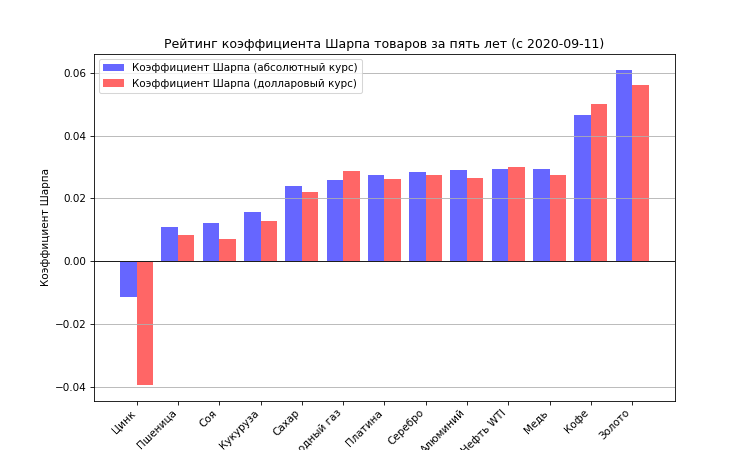 Рейтинг коэффициента Шарпа товаров за пять лет (с 2020-09-11)
Коэффициент Шарпа (абсолютный курс)
Коэффициент Шарпа (долларовый курс)
Коэффициент Шарпа
0.06
0.04
0.02
0.00
−0.02
−0.04
Цинк
Пшеница
Соя
Кукуруза
Сахар
газ
Платина
Серебро
Алюминий
Нефть WTI
Медь
Кофе
Золото